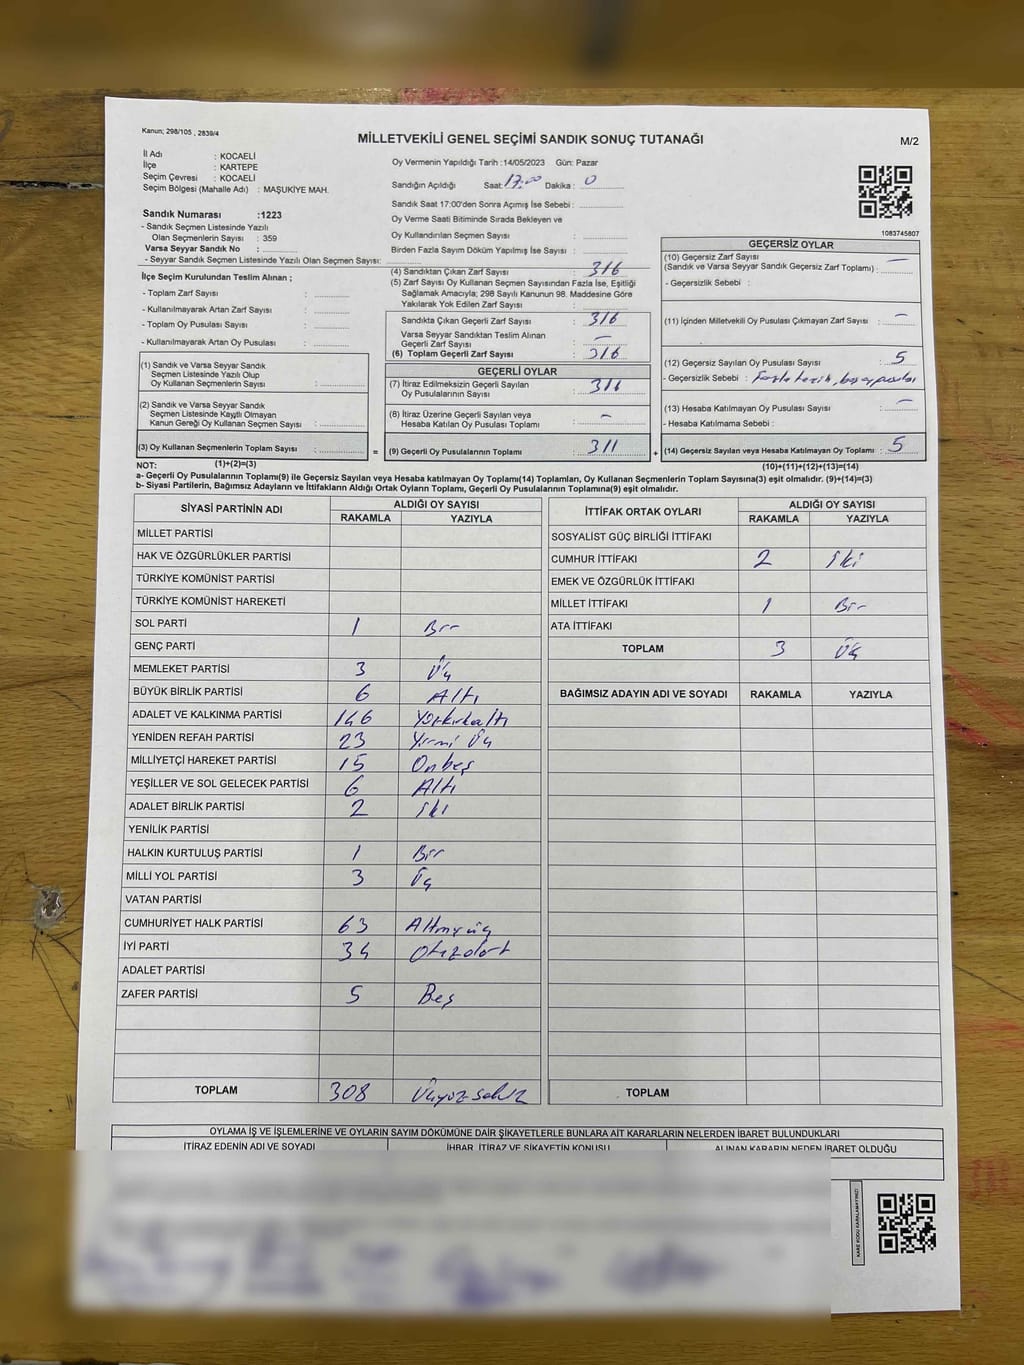 Kanun; 298/105 , 2839/4
MİLLETVEKİLİ GENEL SEÇİMİ SANDIK SONUÇ TUTANAĞI
M/2
İl Adı : KOCAELİ
İlçe : KARTEPE
Seçim Çevresi : KOCAELİ
Seçim Bölgesi (Mahalle Adı) : MAŞUKİYE MAH.
Sandık Numarası :1223
- Sandık Seçmen Listesinde Yazılı
Olan Seçmenlerin Sayısı : 359
Varsa Seyyar Sandık No :
- Seyyar Sandık Seçmen Listesinde Yazılı Olan Seçmen Sayısı:
Oy Vermenin Yapıldığı Tarih :14/05/2023 Gün: Pazar
Sandığın Açıldığı Saat: 17:00 Dakika : 0
Sandık Saat 17:00'den Sonra Açımış İse Sebebi :
Oy Verme Saati Bitiminde Sırada Bekleyen ve
Oy Kullandırılan Seçmen Sayısı :
Birden Fazla Sayım Döküm Yapılmış İse Sayısı :
1083745807
İlçe Seçim Kurulundan Teslim Alınan ;
- Toplam Zarf Sayısı :
- Kullanılmayarak Artan Zarf Sayısı :
- Toplam Oy Pusulası Sayısı :
- Kullanılmayarak Artan Oy Pusulası :
(1) Sandık ve Varsa Seyyar Sandık
Seçmen Listesinde Yazılı Olup
Oy Kullanan Seçmenlerin Sayısı :
(2) Sandık ve Varsa Seyyar Sandık
Seçmen Listesinde Kayıtlı Olmayan
Kanun Gereği Oy Kullanan Seçmen Sayısı :
(3) Oy Kullanan Seçmenlerin Toplam Sayısı : =
(4) Sandıktan Çıkan Zarf Sayısı : 316
(5) Zarf Sayısı Oy Kullanan Seçmen Sayısından Fazla İse, Eşitliği
Sağlamak Amacıyla; 298 Sayılı Kanunun 98. Maddesine Göre
Yakılarak Yok Edilen Zarf Sayısı :
Sandıkta Çıkan Geçerli Zarf Sayısı : 316
Varsa Seyyar Sandıktan Teslim Alınan
Geçerli Zarf Sayısı : –
(6) Toplam Geçerli Zarf Sayısı : 316
GEÇERLİ OYLAR
(7) İtiraz Edilmeksizin Geçerli Sayılan
Oy Pusulalarının Sayısı : 311
(8) İtiraz Üzerine Geçerli Sayılan veya
Hesaba Katılan Oy Pusulaları Toplamı : –
(9) Geçerli Oy Pusulalarının Toplamı : 311 +
GEÇERSİZ OYLAR
(10) Geçersiz Zarf Sayısı –
(Sandık ve Varsa Seyyar Sandık Geçersiz Zarf Toplamı) :
- Geçersizlik Sebebi :
(11) İçinden Milletvekili Oy Pusulası Çıkmayan Zarf Sayısı : –
(12) Geçersiz Sayılan Oy Pusulası Sayısı : 5
- Geçersizlik Sebebi :
(13) Hesaba Katılmayan Oy Pusulası Sayısı : –
- Hesaba Katılmama Sebebi :
(14) Geçersiz Sayılan veya Hesaba Katılmayan Oy Toplamı : 5
NOT: (1)+(2)=(3) (10)+(11)+(12)+(13)=(14)
a- Geçerli Oy Pusulalarının Toplamı(9) ile Geçersiz Sayılan veya Hesaba katılmayan Oy Toplamı(14) Toplamları, Oy Kullanan Seçmenlerin Toplam Sayısına(3) eşit olmalıdır. (9)+(14)=(3)
b- Siyasi Partilerin, Bağımsız Adayların ve İttifakların Aldığı Ortak Oyların Toplamı, Geçerli Oy Pusulalarının Toplamına(9) eşit olmalıdır.
SİYASİ PARTİNİN ADI ALDIĞI OY SAYISI
RAKAMLA YAZIYLA
MİLLET PARTİSİ
HAK VE ÖZGÜRLÜKLER PARTİSİ
TÜRKİYE KOMÜNİST PARTİSİ
TÜRKİYE KOMÜNİST HAREKETİ
SOL PARTİ 1 Bir
GENÇ PARTİ
MEMLEKET PARTİSİ 3 Üç
BÜYÜK BİRLİK PARTİSİ 6 Altı
ADALET VE KALKINMA PARTİSİ 146 Yüzkırkaltı
YENİDEN REFAH PARTİSİ 23 Yirmi Üç
MİLLİYETÇİ HAREKET PARTİSİ 15 Onbeş
YEŞİLLER VE SOL GELECEK PARTİSİ 6 Altı
ADALET BİRLİK PARTİSİ 2 iki
YENİLİK PARTİSİ
HALKIN KURTULUŞ PARTİSİ 1 Bir
MİLLİ YOL PARTİSİ 3 Üç
VATAN PARTİSİ
CUMHURİYET HALK PARTİSİ 63 Altmışüç
İYİ PARTİ 34 Otuzdört
ADALET PARTİSİ
ZAFER PARTİSİ 5 Beş
TOPLAM 308 Üçyüzsekiz
İTTİFAK ORTAK OYLARI ALDIĞI OY SAYISI
RAKAMLA YAZIYLA
SOSYALİST GÜÇ BİRLİĞİ İTTİFAKI
CUMHUR İTTİFAKI 2 iki
EMEK VE ÖZGÜRLÜK İTTİFAKI
MİLLET İTTİFAKI 1 Bir
ATA İTTİFAKI
TOPLAM 3 Üç
BAĞIMSIZ ADAYIN ADI VE SOYADI RAKAMLA YAZIYLA
TOPLAM
OYLAMA İŞ VE İŞLEMLERİNE VE OYLARIN SAYIM DÖKÜMÜNE DAİR ŞİKAYETLERLE BUNLARA AİT KARARLARIN NELERDEN İBARET BULUNDUKLARI
İTİRAZ EDENİN ADI VE SOYADI İHBAR, İTİRAZ VE ŞİKAYETİN KONUSU ALINAN KARARIN NEDEN İBARET OLDUĞU
KARE KODU KARALAMAYINIZ!